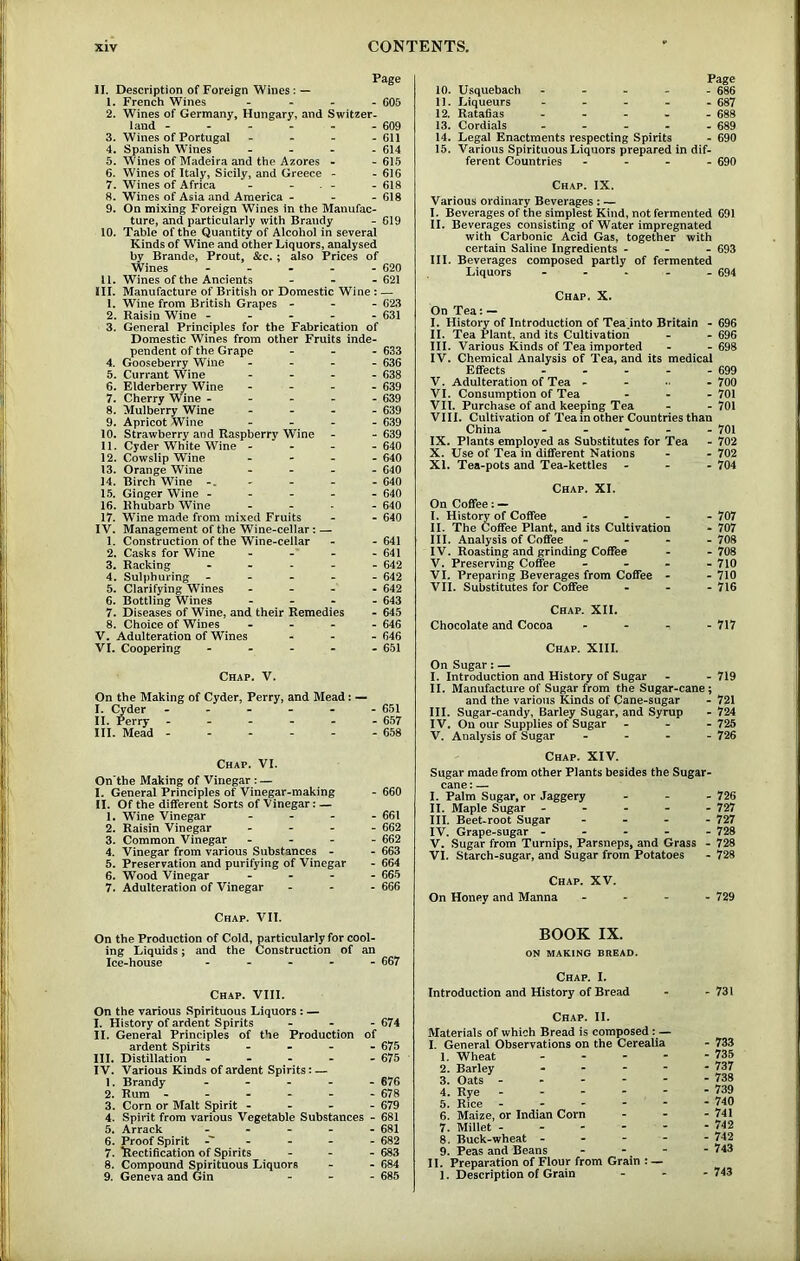 xiv CONTENTS.
Page
II. Description of Foreign Wines : —
1. French Wines - - - - 605
2. Wines of Germany, Hungary, and Switzer-
land - - - - - - 609
3. Wines of Portugal - - - - 611
4. Spanish Wines - - - - 614
5. Wines of Madeira and the Azores - - 615
6. Wines of Italy, Sicily, and Greece - - 616
7. Wines of Africa - - - - 618
8. Wines of Asia and America - - - 618
9. On mixing Foreign Wines in the Manufac-
ture, and particularly with Brandy - 619
10. Table of the Quantity of Alcohol in several
Kinds of Wine and other Liquors, analysed
by Brande, Prout, &c. ; also Prices of
Wines - - - - - 620
11. Wines of the Ancients - - - 621
III. Manufacture of British or Domestic Wine : —
1. Wine from British Grapes - - - 623
2. Raisin Wine - - - - - 631
3. General Principles for the Fabrication of
Domestic Wines from other Fruits inde-
pendent of the Grape - - - 633
4. Gooseberry Wine - - - - 636
5. Currant Wine - - - - 638
6. Elderberry Wine - - - - 639
7. Cherry Wine - - - - - 639
8. Mulberry Wine - - - - 639
9. Apricot Wine - - - - 639
10. Strawberry and Raspberry Wine - - 639
11. Cyder White Wine - - - - 640
12. Cowslip Wine - - - - 640
13. Orange Wine - - - - 640
14. Birch Wine - - - - - 640
15. Ginger Wine - - - - - 640
16. Rhubarb Wine - - - - 640
17. Wine made from mixed Fruits - - 640
IV. Management of the Wine-cellar : —
1. Construction of the Wine-cellar - - 641
2. Casks for Wine - - - - 641
3. Racking - - - - - 642
4. Sulphuring - - - - 642
5. Clarifying Wines - - - - 642
6. Bottling Wines - - - - 643
7. Diseases of Wine, and their Remedies - 645
8. Choice of Wines - - - - 646
V. Adulteration of Wines - - - 646
VI. Coopering - - - - - 651
CHAP. V.
On the Making of Cyder, Perry, and Mead : —
I. Cyder - - - - - - 651
II. Perry - - - - - - 657
III. Mead - - - - - - 658
CHAP. VI.
On the Making of Vinegar : —
I. General Principles of Vinegar-making - 660
II. Of the different Sorts of Vinegar : —
1. Wine Vinegar - - - - 661
2. Raisin Vinegar - - - - 662
3. Common Vinegar - - - - 662
4. Vinegar from various Substances - - 663
5. Preservation and purifying of Vinegar - 664
6. Wood Vinegar - - - - 665
7. Adulteration of Vinegar - - - 666
CHAP. VII.
On the Production of Cold, particularly for cool-
ing Liquids ; and the Construction of an
Ice-house - - - - - 667
CHAP. VIII.
On the various Spirituous Liquors : —
I. History of ardent Spirits - - - 674
II. General Principles of the Production of
ardent Spirits - - - - 675
III. Distillation - - - - - 675
IV. Various Kinds of ardent Spirits : —
1. Brandy - - - - - 676
2. Rum - - - - - - 678
3. Corn or Malt Spirit - - - - 679
4. Spirit from various Vegetable Substances - 681
5. Arrack - - - - - 681
6. Proof Spirit - - - - - 682
7. Rectification of Spirits - - - 683
8. Compound Spirituous Liquors - - 684
9. Geneva and Gin - - - 685
Page
10. Usquebach - - - - - 686
11. Liqueurs - - - - - 687
12. Ratafias - - - - - 688
13. Cordials - - - - - 689
14. Legal Enactments respecting Spirits - 690
15. Various Spirituous Liquors prepared in dif-
ferent Countries - - - - 690
CHAP. IX.
Various ordinary Beverages : —
I. Beverages of the simplest Kind, not fermented 691
II. Beverages consisting of Water impregnated
with Carbonic Acid Gas, together with
certain Saline Ingredients - - - 693
III. Beverages composed partly of fermented
Liquors - - - - - 694
CHAP. X.
On Tea : —
I. History of Introduction of Tea into Britain - 696
II. Tea Plant, and its Cultivation - - 696
III. Various Kinds of Tea imported - - 698
IV. Chemical Analysis of Tea, and its medical
Effects - - - - - 699
V. Adulteration of Tea - - - - 700
VI. Consumption of Tea - - - 701
VII. Purchase of and keeping Tea - - 701
VIII. Cultivation of Tea in other Countries than
China - - - - - 701
IX. Plants employed as Substitutes for Tea - 702
X. Use of Tea in different Nations - - 702
XI. Tea-pots and Tea-kettles - - - 704
CHAP. XI.
On Coffee : —
I. History of Coffee - - - - 707
II. The Coffee Plant, and its Cultivation - 707
III. Analysis of Coffee - - - - 708
IV. Roasting and grinding Coffee - - 708
V. Preserving Coffee - - - - 710
VI. Preparing Beverages from Coffee - - 710
VII. Substitutes for Coffee - - - 716
CHAP. XII.
Chocolate and Cocoa - - - - 717
CHAP. XIII.
On Sugar : —
I. Introduction and History of Sugar - - 719
II. Manufacture of Sugar from the Sugar-cane ;
and the various Kinds of Cane-sugar - 721
III. Sugar-candy, Barley Sugar, and Syrup - 724
IV. On our Supplies of Sugar - - - 725
V. Analysis of Sugar - - - - 726
CHAP. XIV.
Sugar made from other Plants besides the Sugar-
cane : —
I. Palm Sugar, or Jaggery - - - 726
II. Maple Sugar - - - - - 727
III. Beet-root Sugar - - - - 727
IV. Grape-sugar - - - - - 728
V. Sugar from Turnips, Parsneps, and Grass - 728
VI. Starch-sugar, and Sugar from Potatoes - 728
CHAP. XV.
On Honey and Manna - - - - 729
BOOK IX.
ON MAKING BREAD.
CHAP. I.
Introduction and History of Bread - - 731
CHAP. II.
Materials of which Bread is composed : —
I. General Observations on the Cerealia - 733
1. Wheat - - - - - 735
2. Barley - - - - - 737
3. Oats - - - - - - 738
4. Rye - - - - - - 739
5. Rice - - - - - - 740
6. Maize, or Indian Corn - - - 741
7. Millet - - - - - - 742
8. Buck-wheat - - - - - 742
9. Peas and Beans - - - - 743
II. Preparation of Flour from Grain : —
1. Description of Grain - - - 743